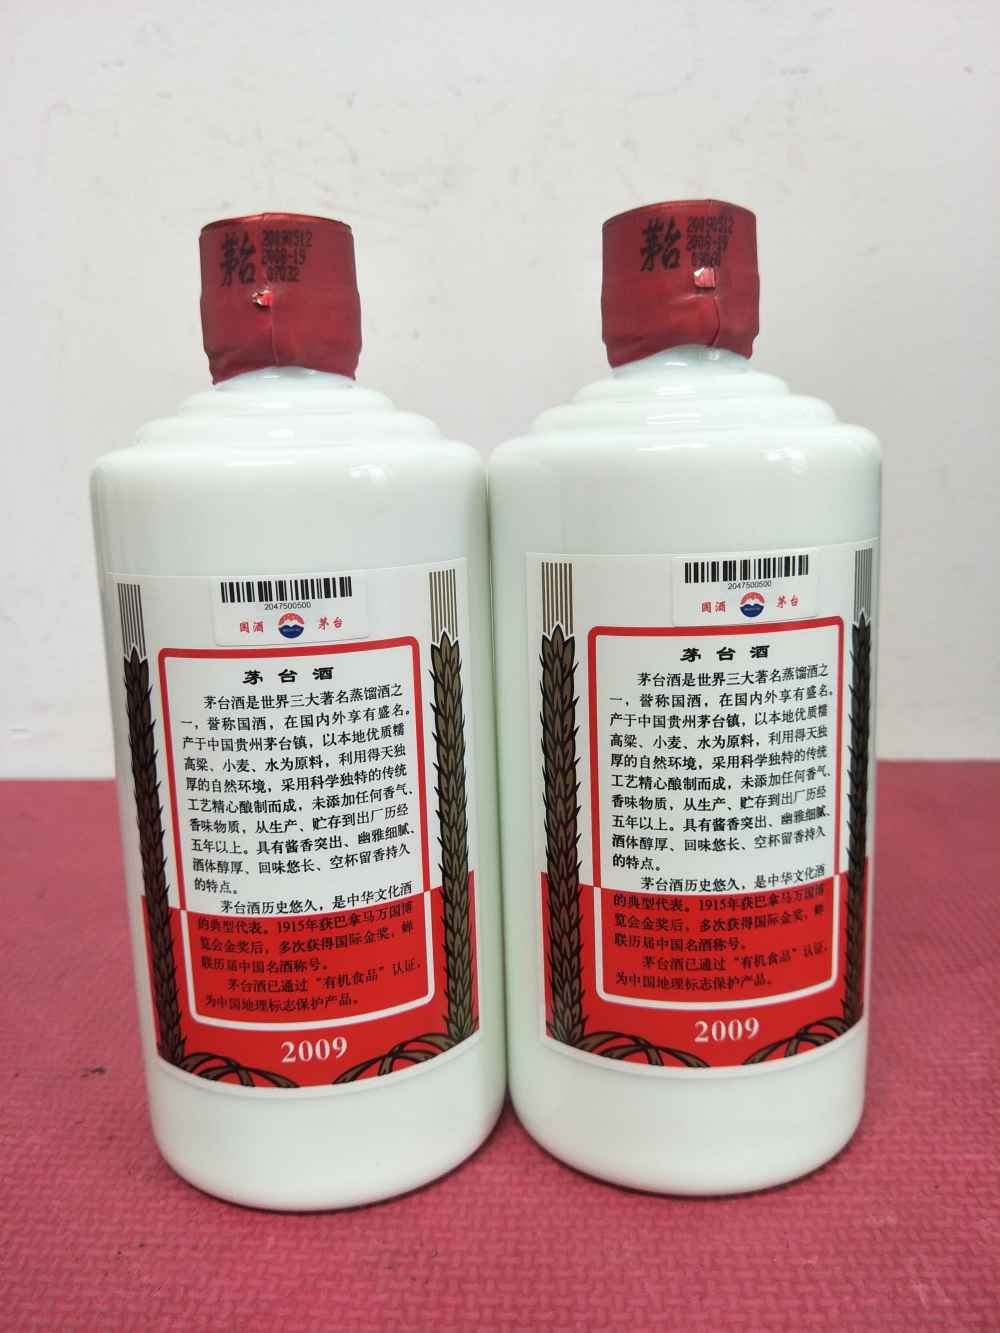 茅台
20090512
2008-19
07032
2047500500
国酒 茅台
茅台酒
茅台酒是世界三大著名蒸馏酒之
一，誉称国酒，在国内外享有盛名。
产于中国贵州茅台镇，以本地优质糯
高粱、小麦、水为原料，利用得天独
厚的自然环境，采用科学独特的传统
工艺精心酿制而成，未添加任何香气、
香味物质，从生产、贮存到出厂历经
五年以上。具有酱香突出、幽雅细腻、
酒体醇厚、回味悠长、空杯留香持久
的特点。
茅台酒历史悠久，是中华文化酒
的典型代表。1915年获巴拿马万国博
览会金奖后，多次获得国际金奖，蝉
联历届中国名酒称号。
茅台酒已通过“有机食品”认证，
为中国地理标志保护产品。
2009
茅台
20090512
2008-19
2047500500
国酒 茅台
茅台酒
茅台酒是世界三大著名蒸馏酒之
一，誉称国酒，在国内外享有盛名。
产于中国贵州茅台镇，以本地优质糯
高粱、小麦、水为原料，利用得天独
厚的自然环境，采用科学独特的传统
工艺精心酿制而成，未添加任何香气、
香味物质，从生产、贮存到出厂历经
五年以上。具有酱香突出、幽雅细腻、
酒体醇厚、回味悠长、空杯留香持久
的特点。
茅台酒历史悠久，是中华文化酒
的典型代表。1915年获巴拿马万国博
览会金奖后，多次获得国际金奖，蝉
联历届中国名酒称号。
茅台酒已通过“有机食品”认证，
为中国地理标志保护产品。
2009